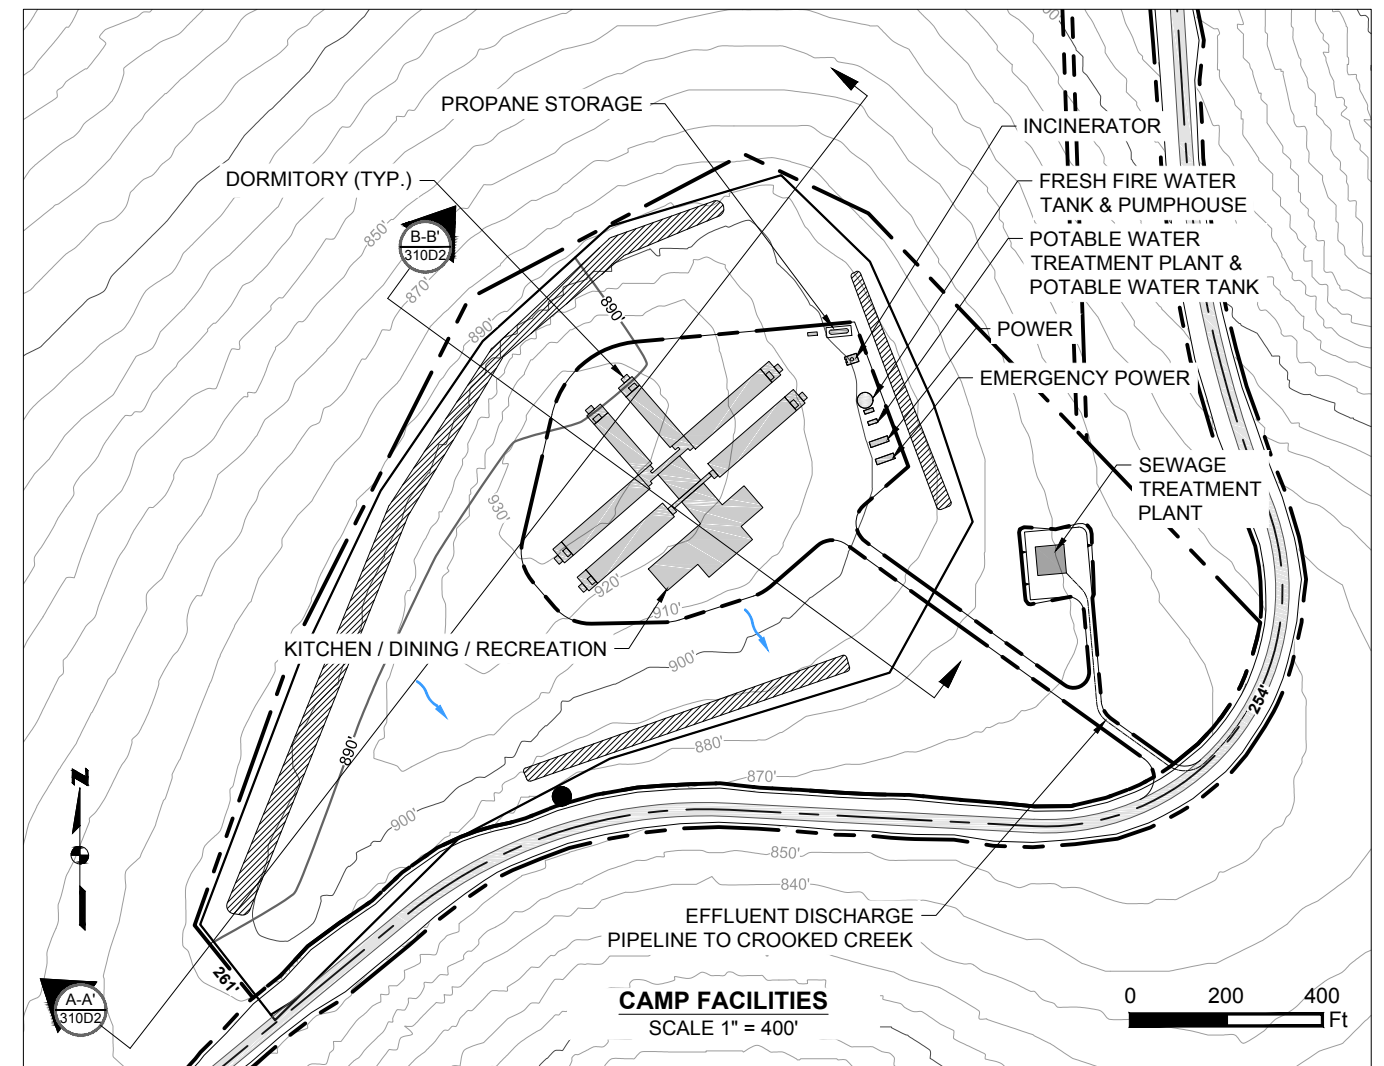 00'
PROPANE STORAGE
INCINERATOR
DORMITORY (TYP.)
FRESH FIRE WATER
TANK & PUMPHOUSE
850'
B-B'
310D2
POTABLE WATER
TREATMENT PLANT &
POTABLE WATER TANK
870'
890'
890'
POWER
EMERGENCY POWER
SEWAGE
TREATMENT
PLANT
930'
920'
910'
KITCHEN / DINING / RECREATION
900'
254'
890'
880'
870'
N
900'
850'
840'
EFFLUENT DISCHARGE
PIPELINE TO CROOKED CREEK
261'
A-A'
310D2
CAMP FACILITIES
SCALE 1" = 400'
0 200 400
Ft